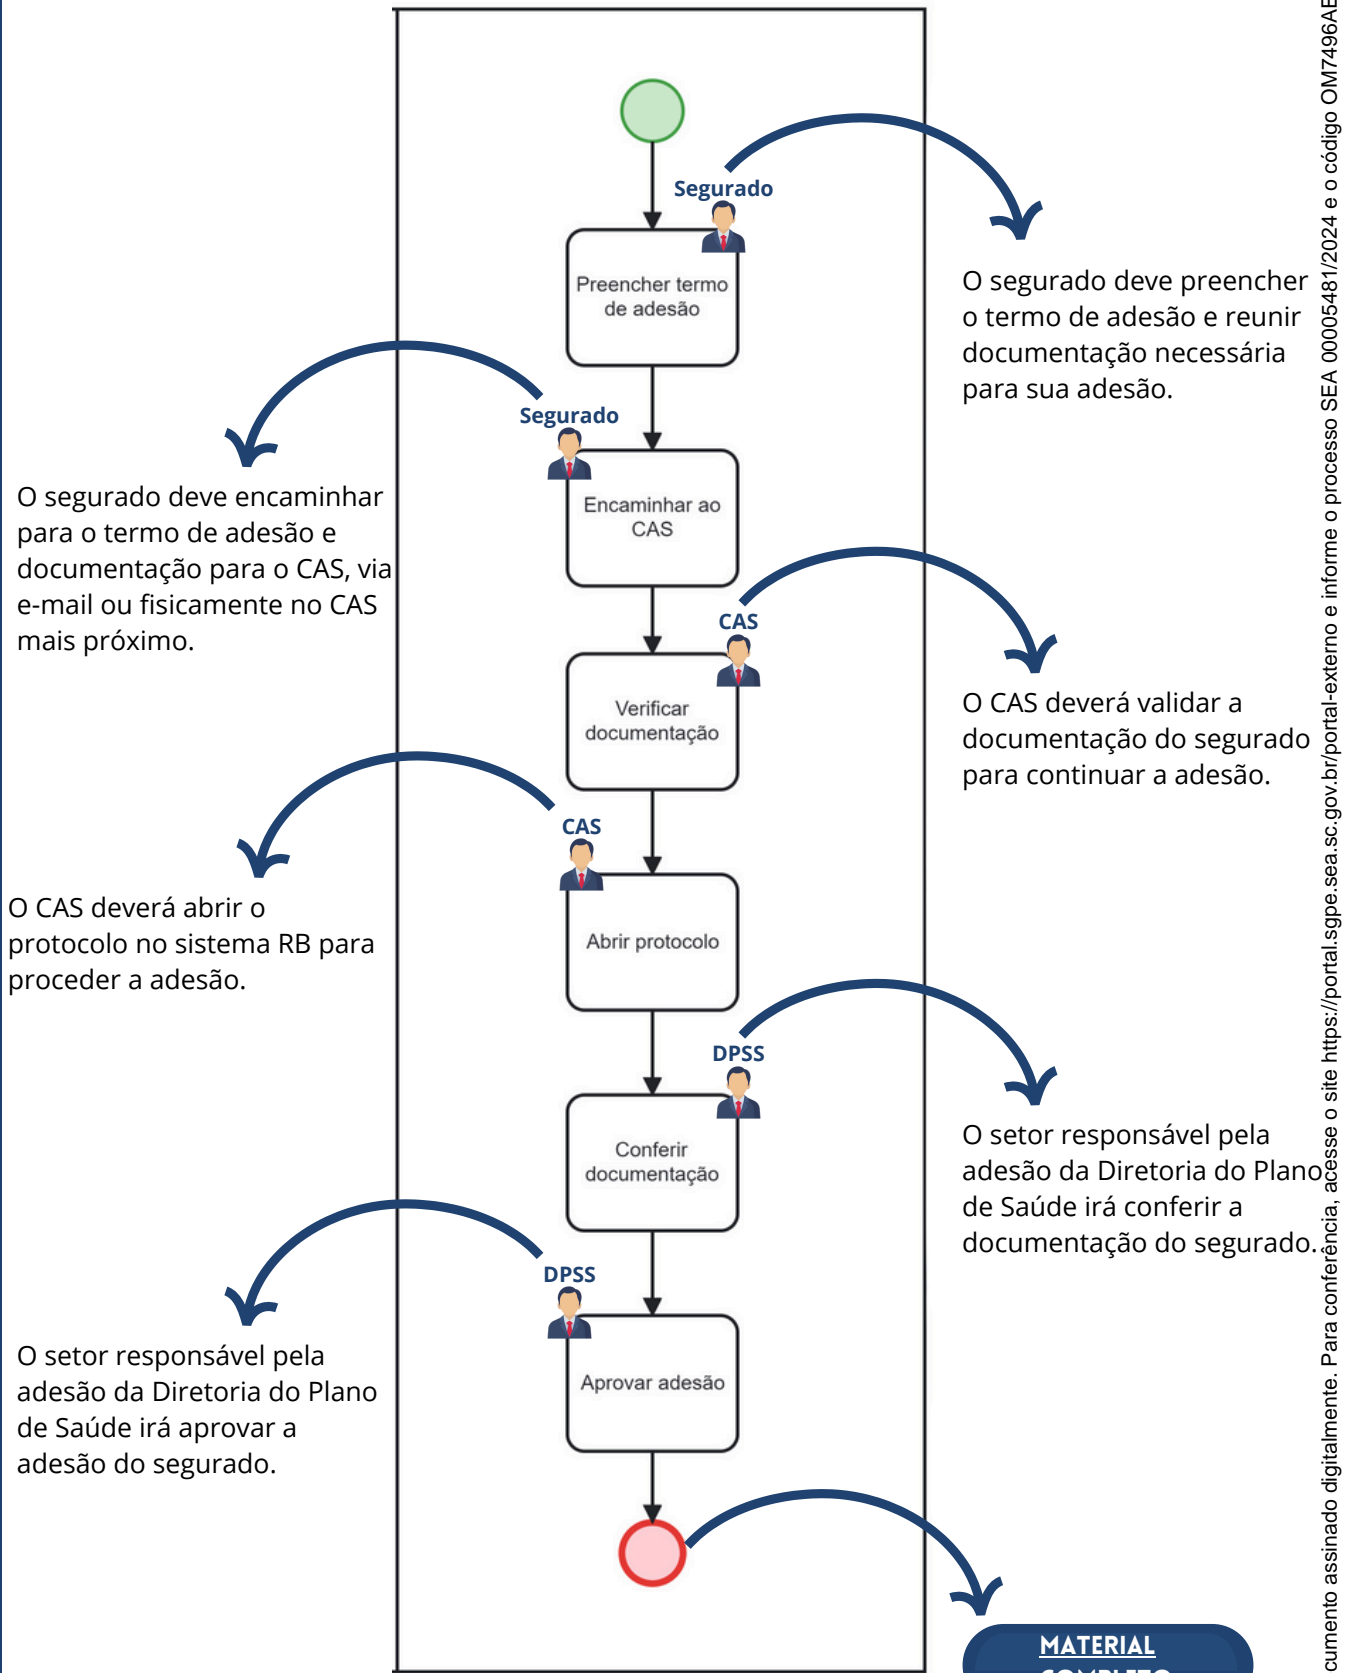 Segurado
Preencher termo
de adesão
O segurado deve preencher
o termo de adesão e reunir
documentação necessária
para sua adesão.
Segurado
Encaminhar ao
CAS
O segurado deve encaminhar
para o termo de adesão e
documentação para o CAS, via
e-mail ou fisicamente no CAS
mais próximo.
CAS
Verificar
documentação
O CAS deverá validar a
documentação do segurado
para continuar a adesão.
CAS
Abrir protocolo
O CAS deverá abrir o
protocolo no sistema RB para
proceder a adesão.
DPSS
Conferir
documentação
O setor responsável pela
adesão da Diretoria do Plano
de Saúde irá conferir a
documentação do segurado.
DPSS
Aprovar adesão
O setor responsável pela
adesão da Diretoria do Plano
de Saúde irá aprovar a
adesão do segurado.
MATERIAL
COMPLETO
cumento assinado digitalmente. Para conferência, acesse o site https://portal.sgpe.sea.sc.gov.br/portal-externo e informe o processo SEA 00005481/2024 e o código OM7496AE